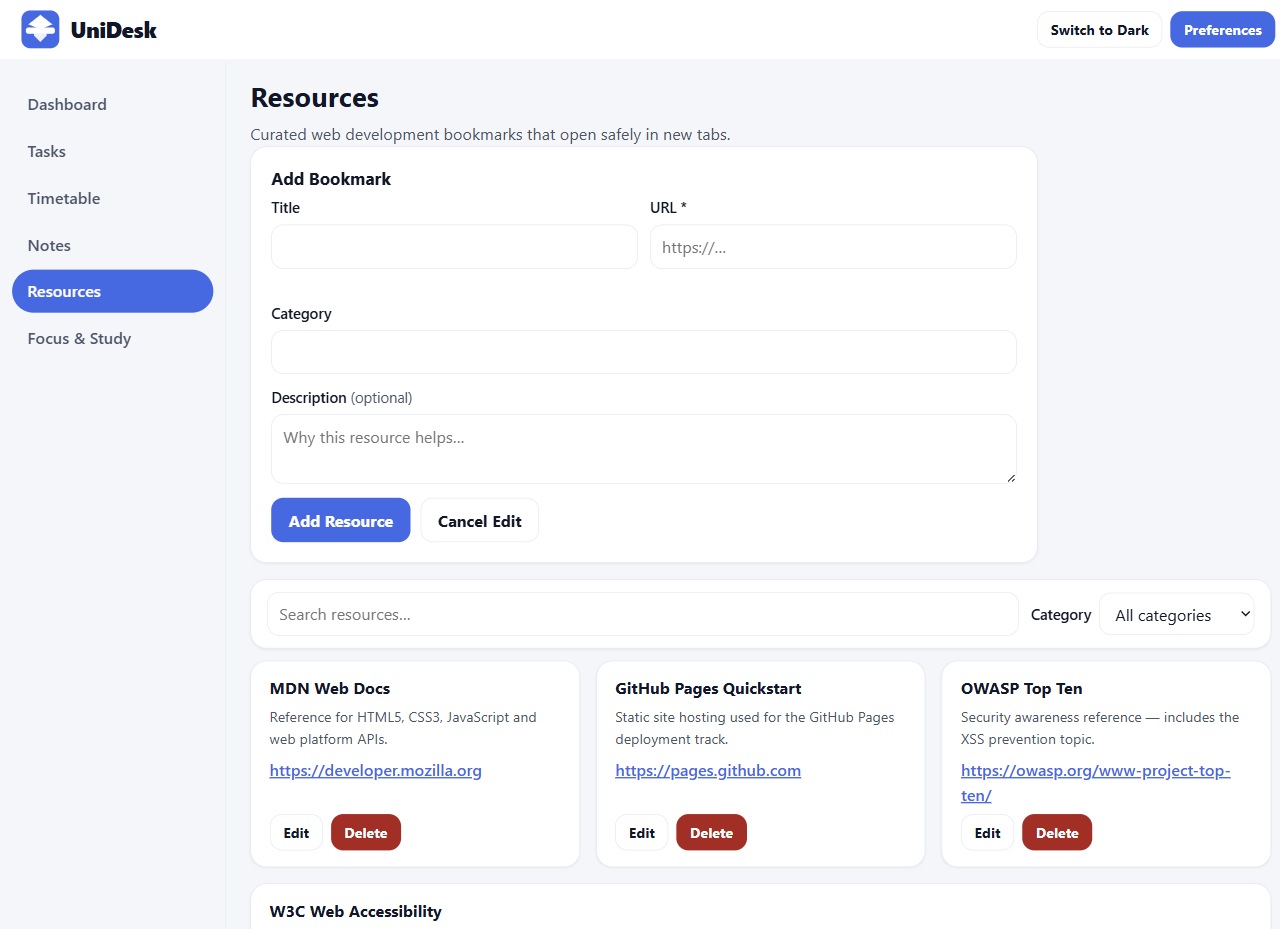 UniDesk
Switch to Dark
Preferences
Dashboard
Tasks
Timetable
Notes
Resources
Focus & Study
Resources
Curated web development bookmarks that open safely in new tabs.
Add Bookmark
Title
URL *
https://...
Category
Description (optional)
Why this resource helps...
Add Resource
Cancel Edit
Search resources...
Category
All categories
MDN Web Docs
Reference for HTML5, CSS3, JavaScript and
web platform APIs.
https://developer.mozilla.org
Edit
Delete
GitHub Pages Quickstart
Static site hosting used for the GitHub Pages
deployment track.
https://pages.github.com
Edit
Delete
OWASP Top Ten
Security awareness reference — includes the
XSS prevention topic.
https://owasp.org/www-project-top-
ten/
Edit
Delete
W3C Web Accessibility